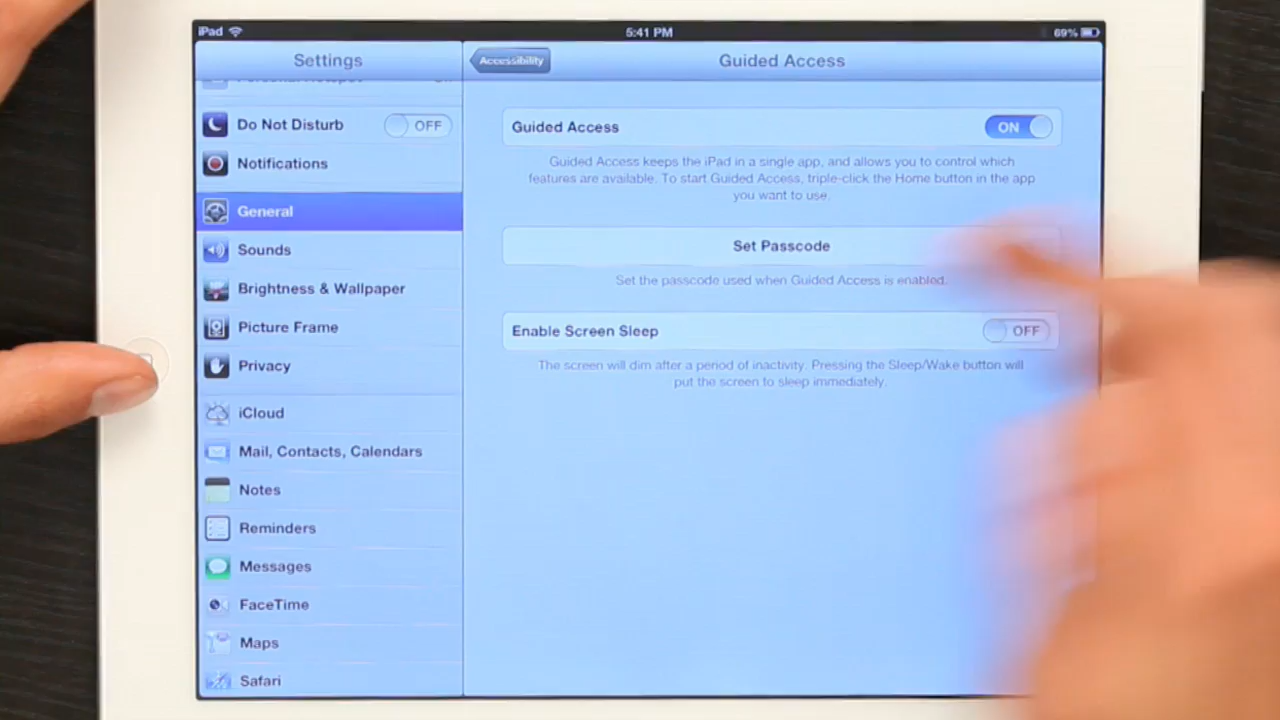 iPad
5:41 PM
69%
Settings
Accessibility
Guided Access
Do Not Disturb
OFF
Notifications
General
Sounds
Brightness & Wallpaper
Picture Frame
Privacy
iCloud
Mail, Contacts, Calendars
Notes
Reminders
Messages
FaceTime
Maps
Safari
Guided Access
ON
Guided Access keeps the iPad in a single app, and allows you to control which
features are available. To start Guided Access, triple-click the Home button in the app
you want to use.
Set Passcode
Set the passcode used when Guided Access is enabled.
Enable Screen Sleep
OFF
The screen will dim after a period of inactivity. Pressing the Sleep/Wake button will
put the screen to sleep immediately.